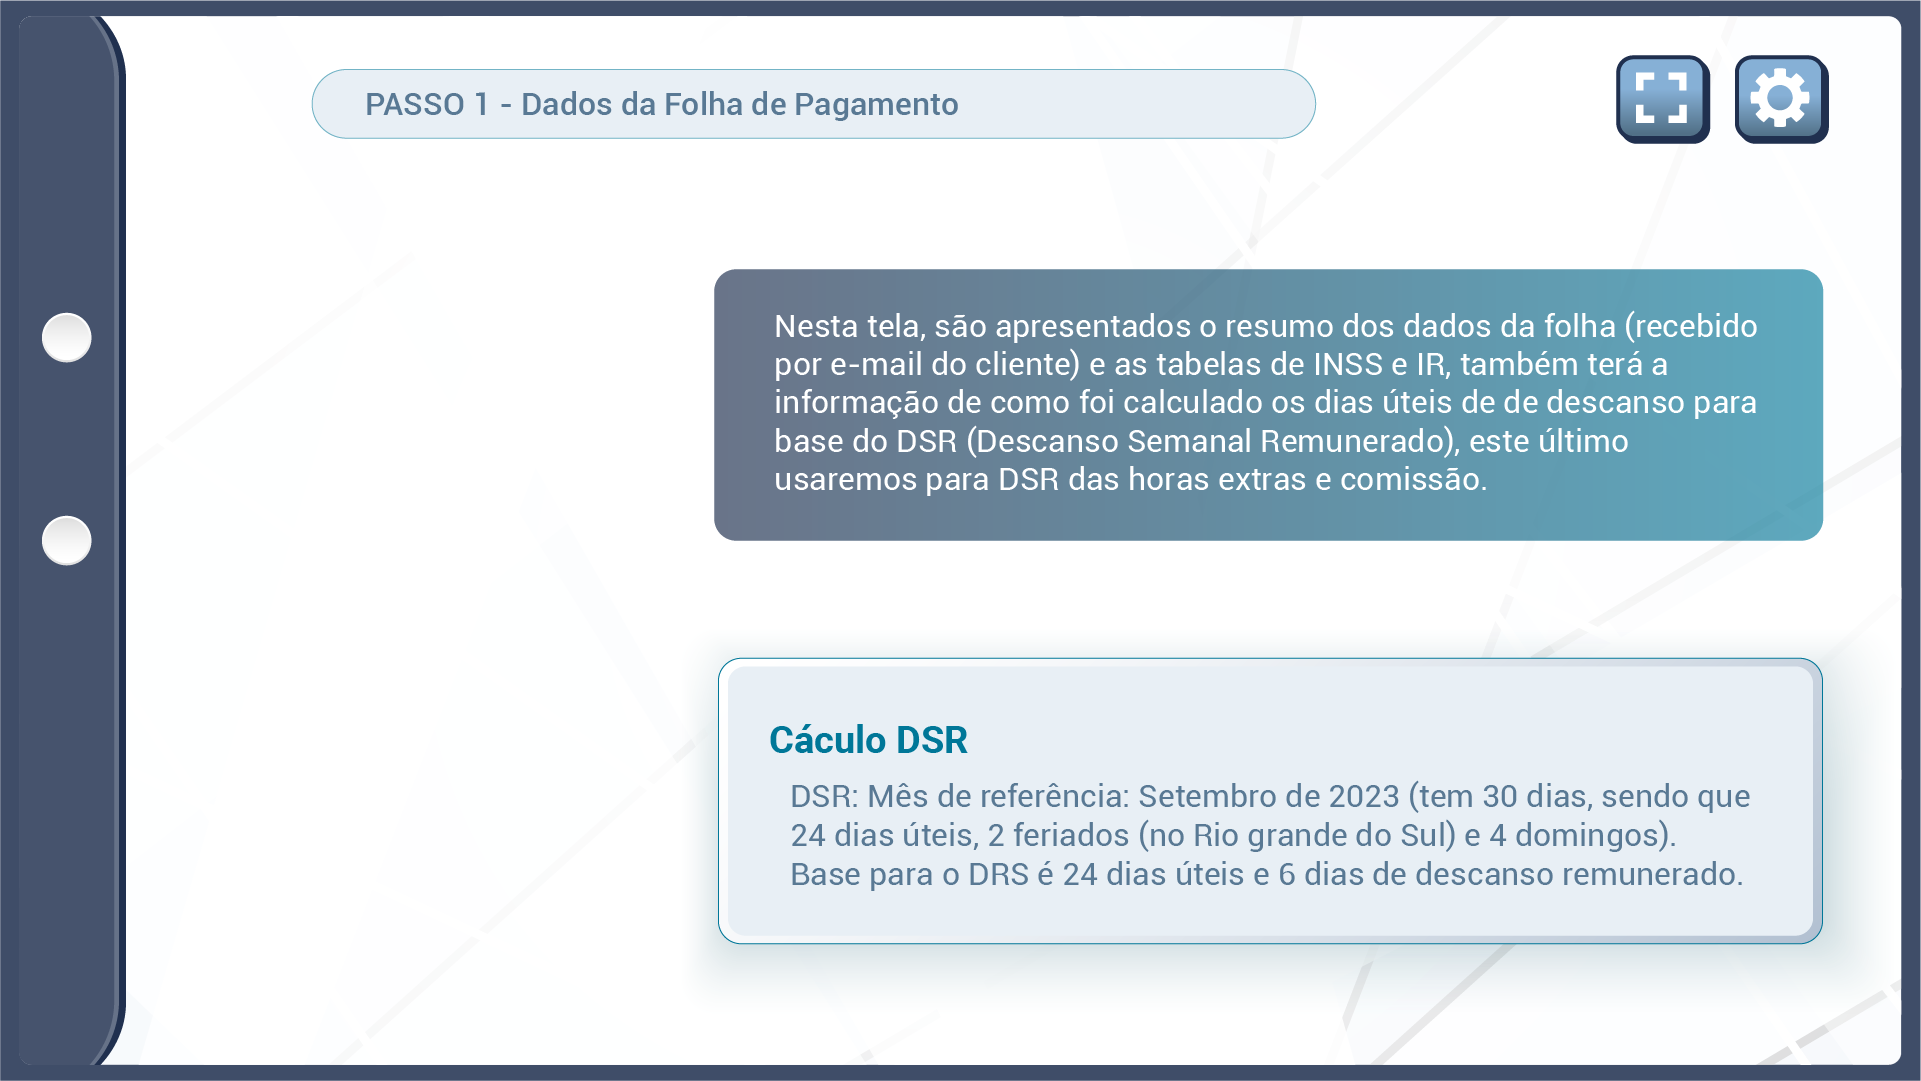 PASSO 1 - Dados da Folha de Pagamento
Nesta tela, são apresentados o resumo dos dados da folha (recebido
por e-mail do cliente) e as tabelas de INSS e IR, também terá a
informação de como foi calculado os dias úteis de de descanso para
base do DSR (Descanso Semanal Remunerado), este último
usaremos para DSR das horas extras e comissão.
Cáculo DSR
DSR: Mês de referência: Setembro de 2023 (tem 30 dias, sendo que
24 dias úteis, 2 feriados (no Rio grande do Sul) e 4 domingos).
Base para o DRS é 24 dias úteis e 6 dias de descanso remunerado.